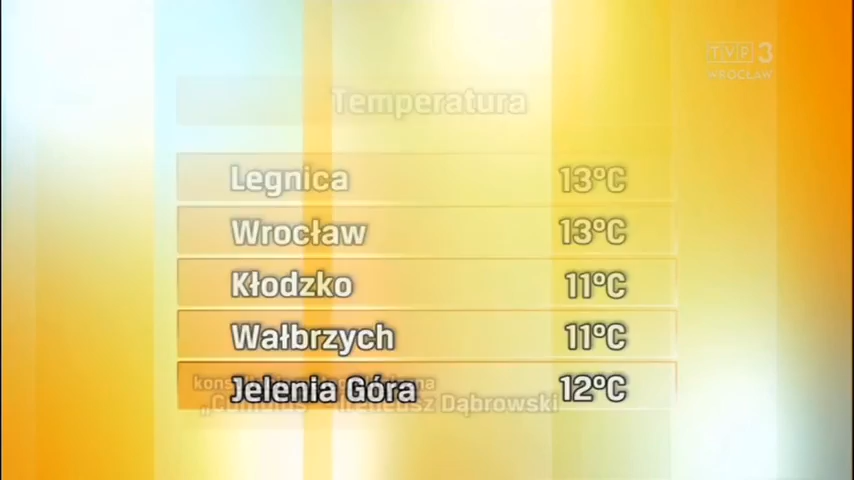 TVP 3
WROCŁAW
Temperatura
Legnica 13°C
Wrocław 13°C
Kłodzko 11°C
Wałbrzych 11°C
Jelenia Góra 12°C
Dąbrowski